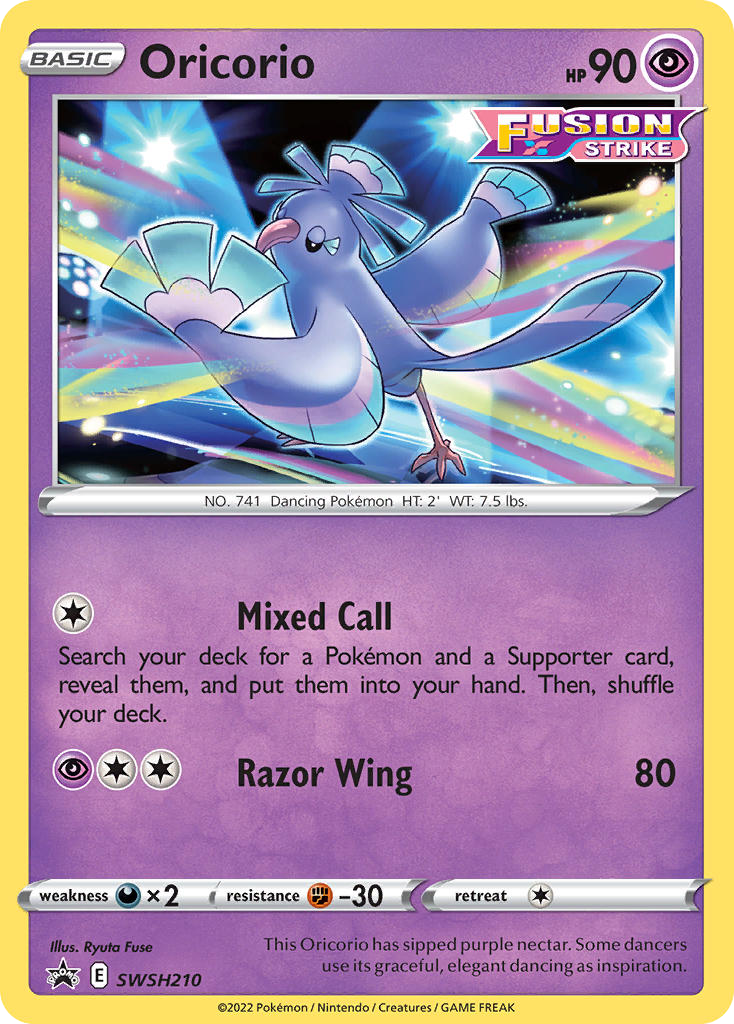 BASIC Oricorio HP 90
FUSION
STRIKE
NO. 741 Dancing Pokémon HT: 2' WT: 7.5 lbs.
Mixed Call
Search your deck for a Pokémon and a Supporter card,
reveal them, and put them into your hand. Then, shuffle
your deck.
Razor Wing 80
weakness ×2 resistance -30 retreat
Illus. Ryuta Fuse
This Oricorio has sipped purple nectar. Some dancers
use its graceful, elegant dancing as inspiration.
PROMO E SWSH210
©2022 Pokémon / Nintendo / Creatures / GAME FREAK